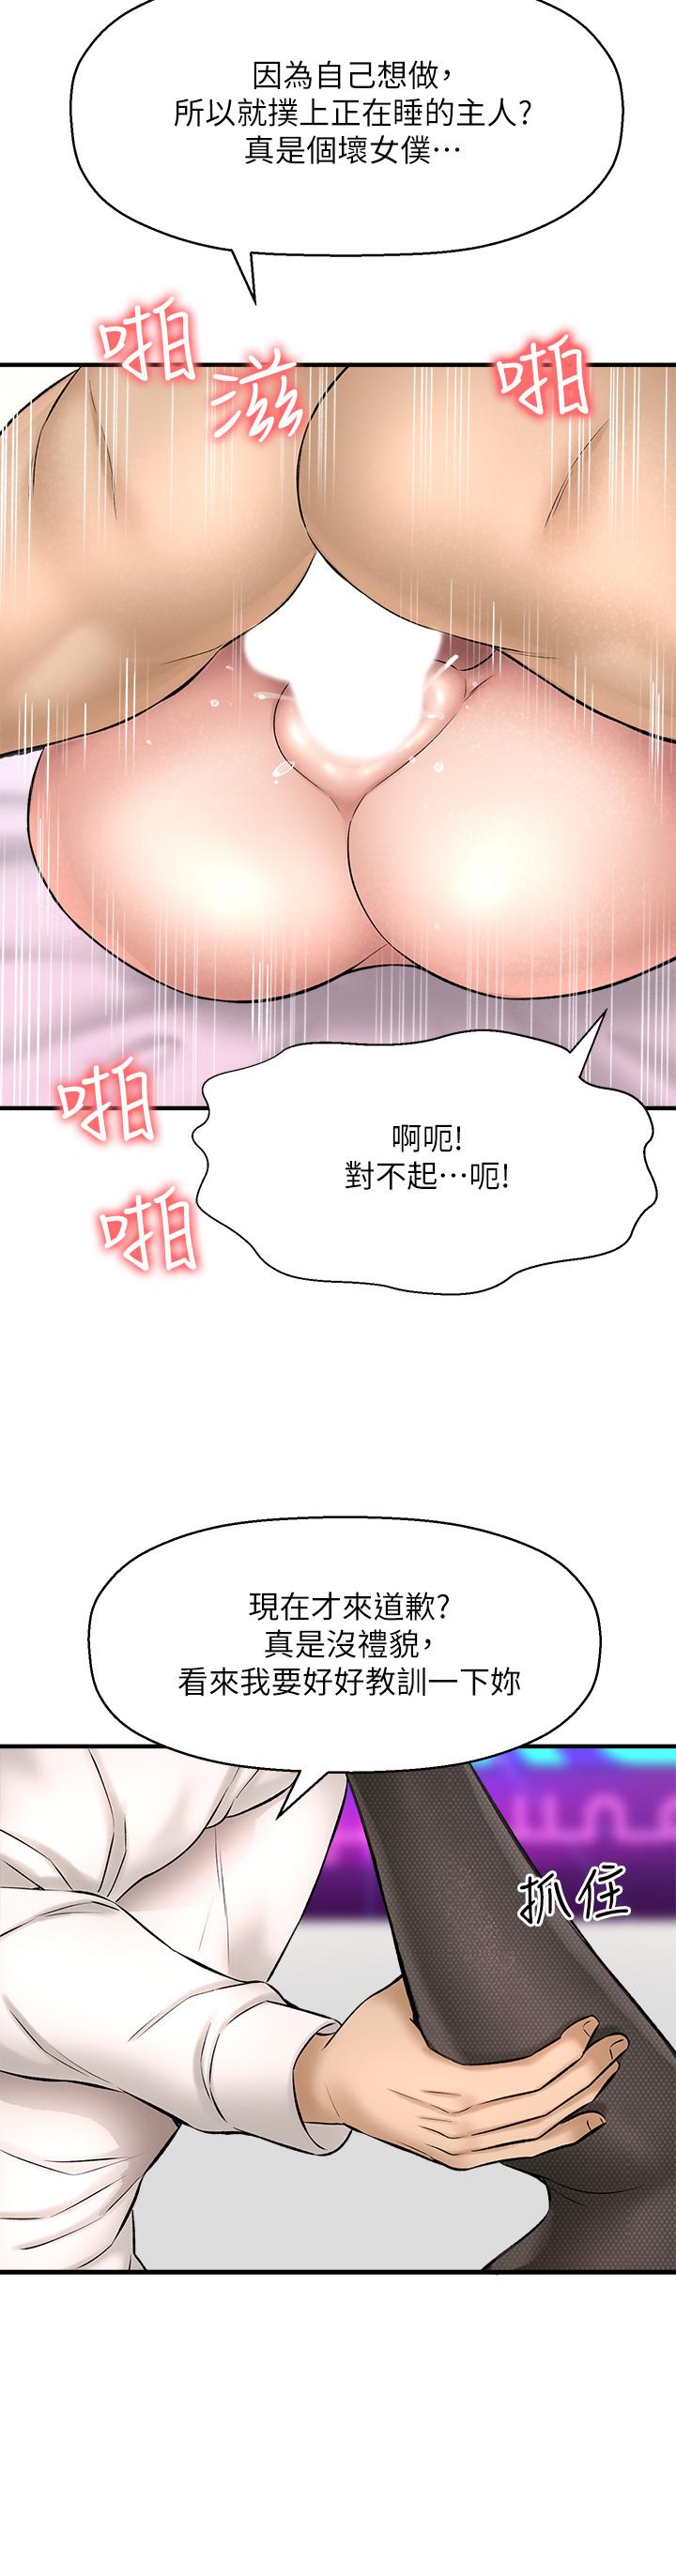 因為自己想做，
所以就撲上正在睡的主人?
真是個壞女僕⋯
啪
滋
啪
啪
啪
啊呃!
對不起⋯呃!
現在才來道歉?
真是沒禮貌，
看來我要好好教訓一下妳
抓住